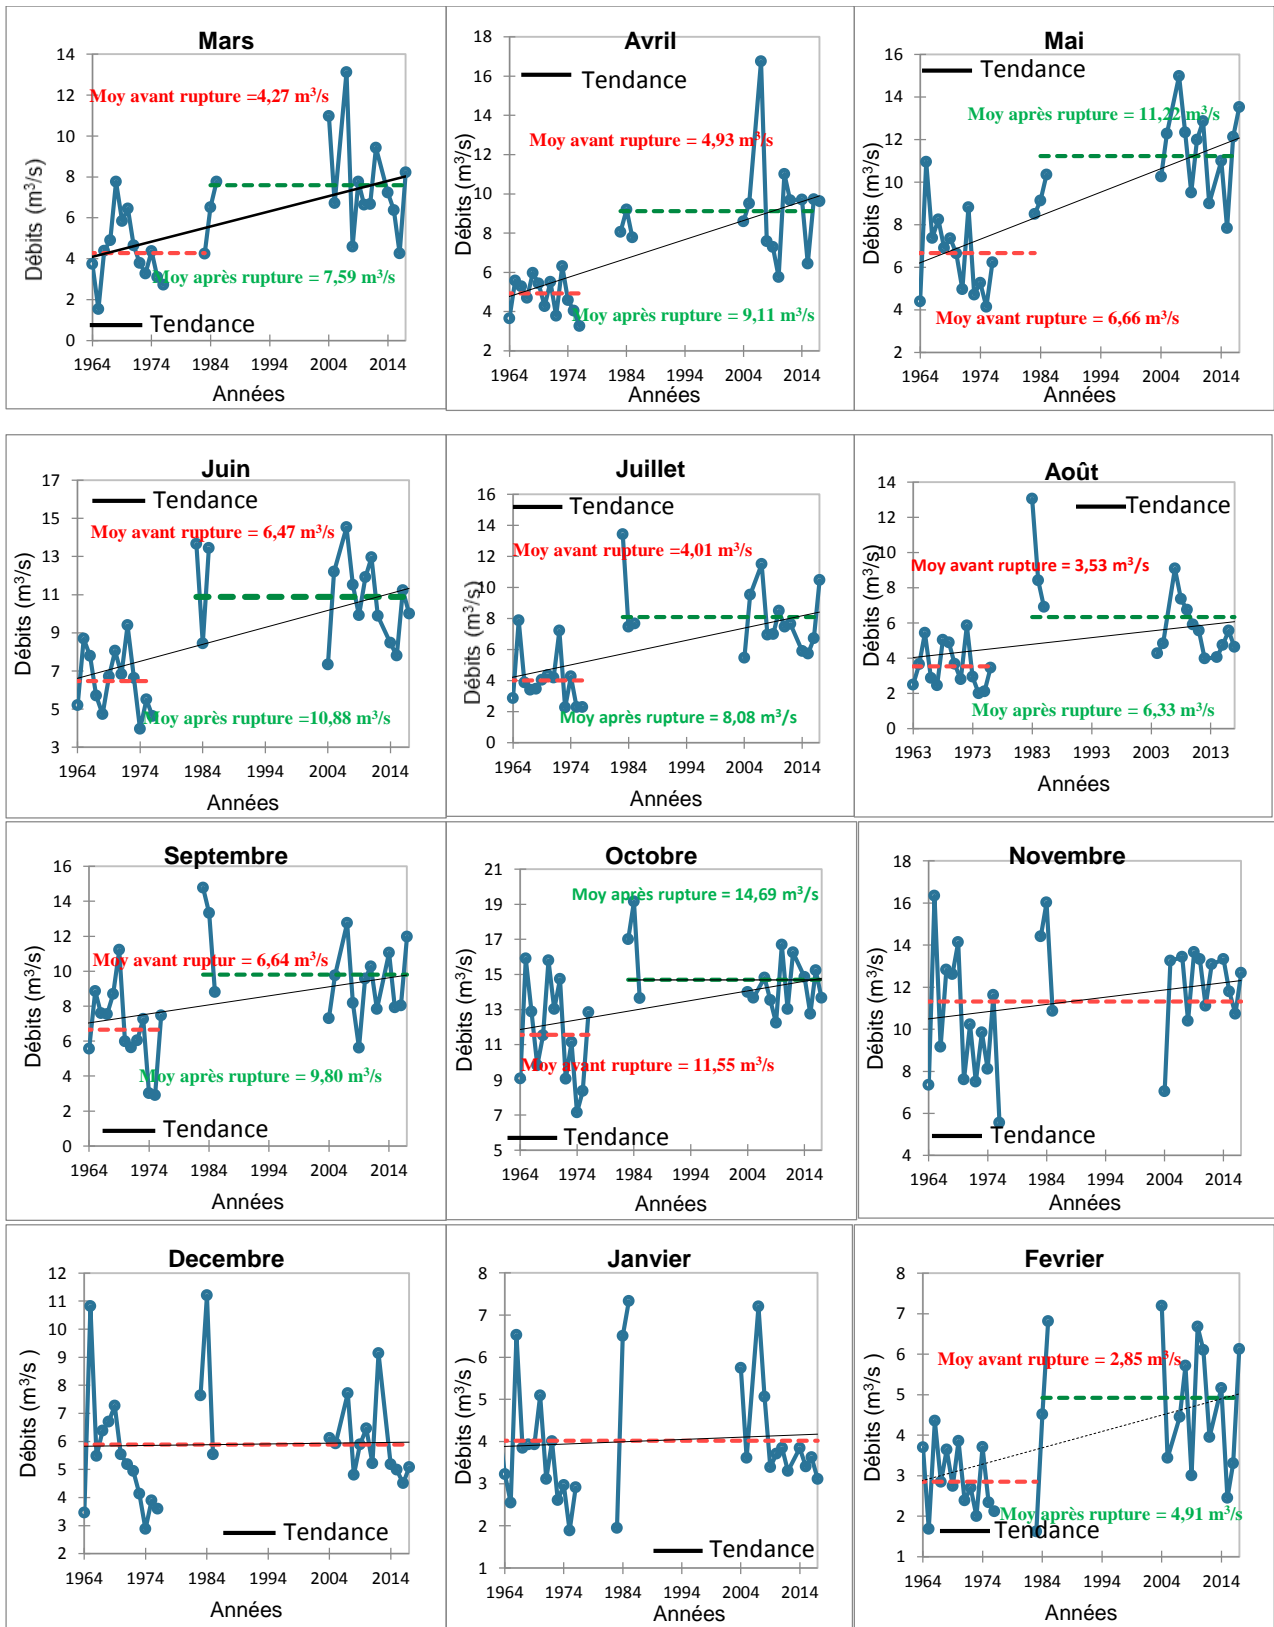 Mars
14
12
10
8
6
4
2
0
Débits (m³/s)
Moy avant rupture =4,27 m³/s
Moy après rupture = 7,59 m³/s
Tendance
1964 1974 1984 1994 2004 2014
Années
Avril
18
16
14
12
10
8
6
4
2
Débits (m³/s)
Tendance
Moy avant rupture = 4,93 m³/s
Moy après rupture = 9,11 m³/s
1964 1974 1984 1994 2004 2014
Années
Mai
16
14
12
10
8
6
4
2
Débits (m³/s)
Tendance
Moy après rupture = 11,22 m³/s
Moy avant rupture = 6,66 m³/s
1964 1974 1984 1994 2004 2014
Années
Juin
17
15
13
11
9
7
5
3
Débits (m³/s)
Tendance
Moy avant rupture = 6,47 m³/s
Moy après rupture =10,88 m³/s
1964 1974 1984 1994 2004 2014
Années
Juillet
16
14
12
10
8
6
4
2
0
Débits (m³/s)
Tendance
Moy avant rupture =4,01 m³/s
Moy après rupture = 8,08 m³/s
1964 1974 1984 1994 2004 2014
Années
Août
14
12
10
8
6
4
2
0
Débits (m³/s)
Tendance
Moy avant rupture = 3,53 m³/s
Moy après rupture = 6,33 m³/s
1963 1973 1983 1993 2003 2013
Années
Septembre
16
14
12
10
8
6
4
2
0
Débits (m³/s)
Moy avant ruptur = 6,64 m³/s
Moy après rupture = 9,80 m³/s
Tendance
1964 1974 1984 1994 2004 2014
Années
Octobre
21
19
17
15
13
11
9
7
5
Débits (m³/s)
Moy après rupture = 14,69 m³/s
Moy avant rupture = 11,55 m³/s
Tendance
1964 1974 1984 1994 2004 2014
Années
Novembre
18
16
14
12
10
8
6
4
Débits (m³/s)
Tendance
1964 1974 1984 1994 2004 2014
Années
Decembre
12
11
10
9
8
7
6
5
4
3
2
Débits (m³/s )
Tendance
1964 1974 1984 1994 2004 2014
Années
Janvier
8
7
6
5
4
3
2
1
Débits (m³/s )
Tendance
1964 1974 1984 1994 2004 2014
Années
Fevrier
8
7
6
5
4
3
2
1
Débits (m³/s )
Moy avant rupture = 2,85 m³/s
Moy après rupture = 4,91 m³/s
Tendance
1964 1974 1984 1994 2004 2014
Années